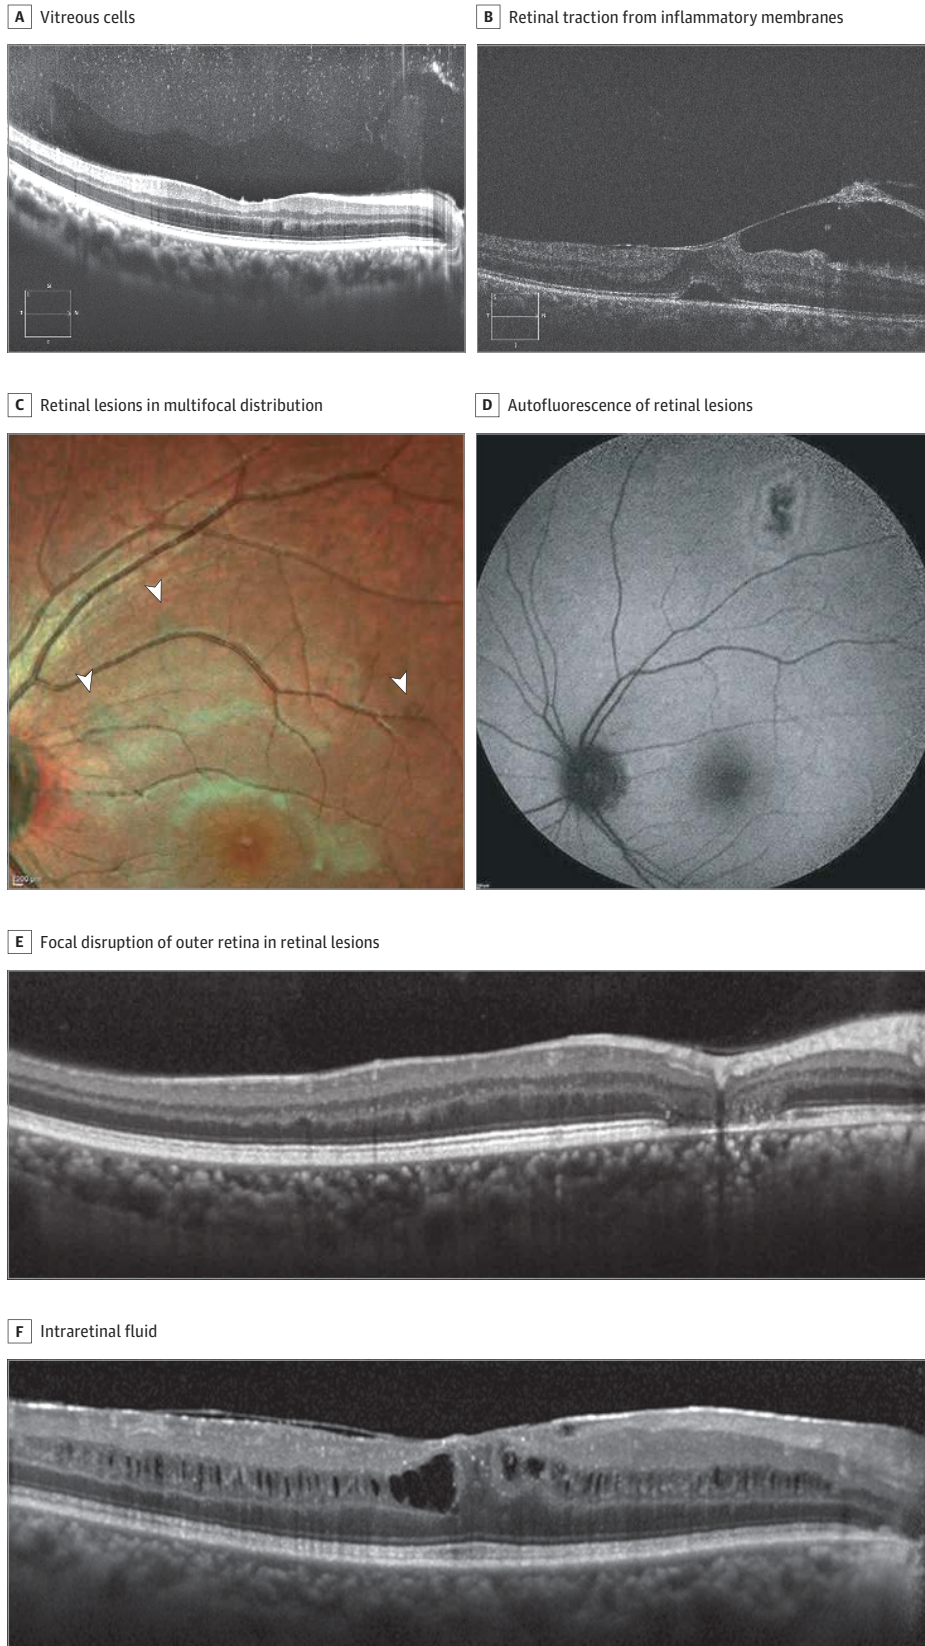 A Vitreous cells
B Retinal traction from inflammatory membranes
T N
T
C Retinal lesions in multifocal distribution
D Autofluorescence of retinal lesions
200 µm
E Focal disruption of outer retina in retinal lesions
F Intraretinal fluid